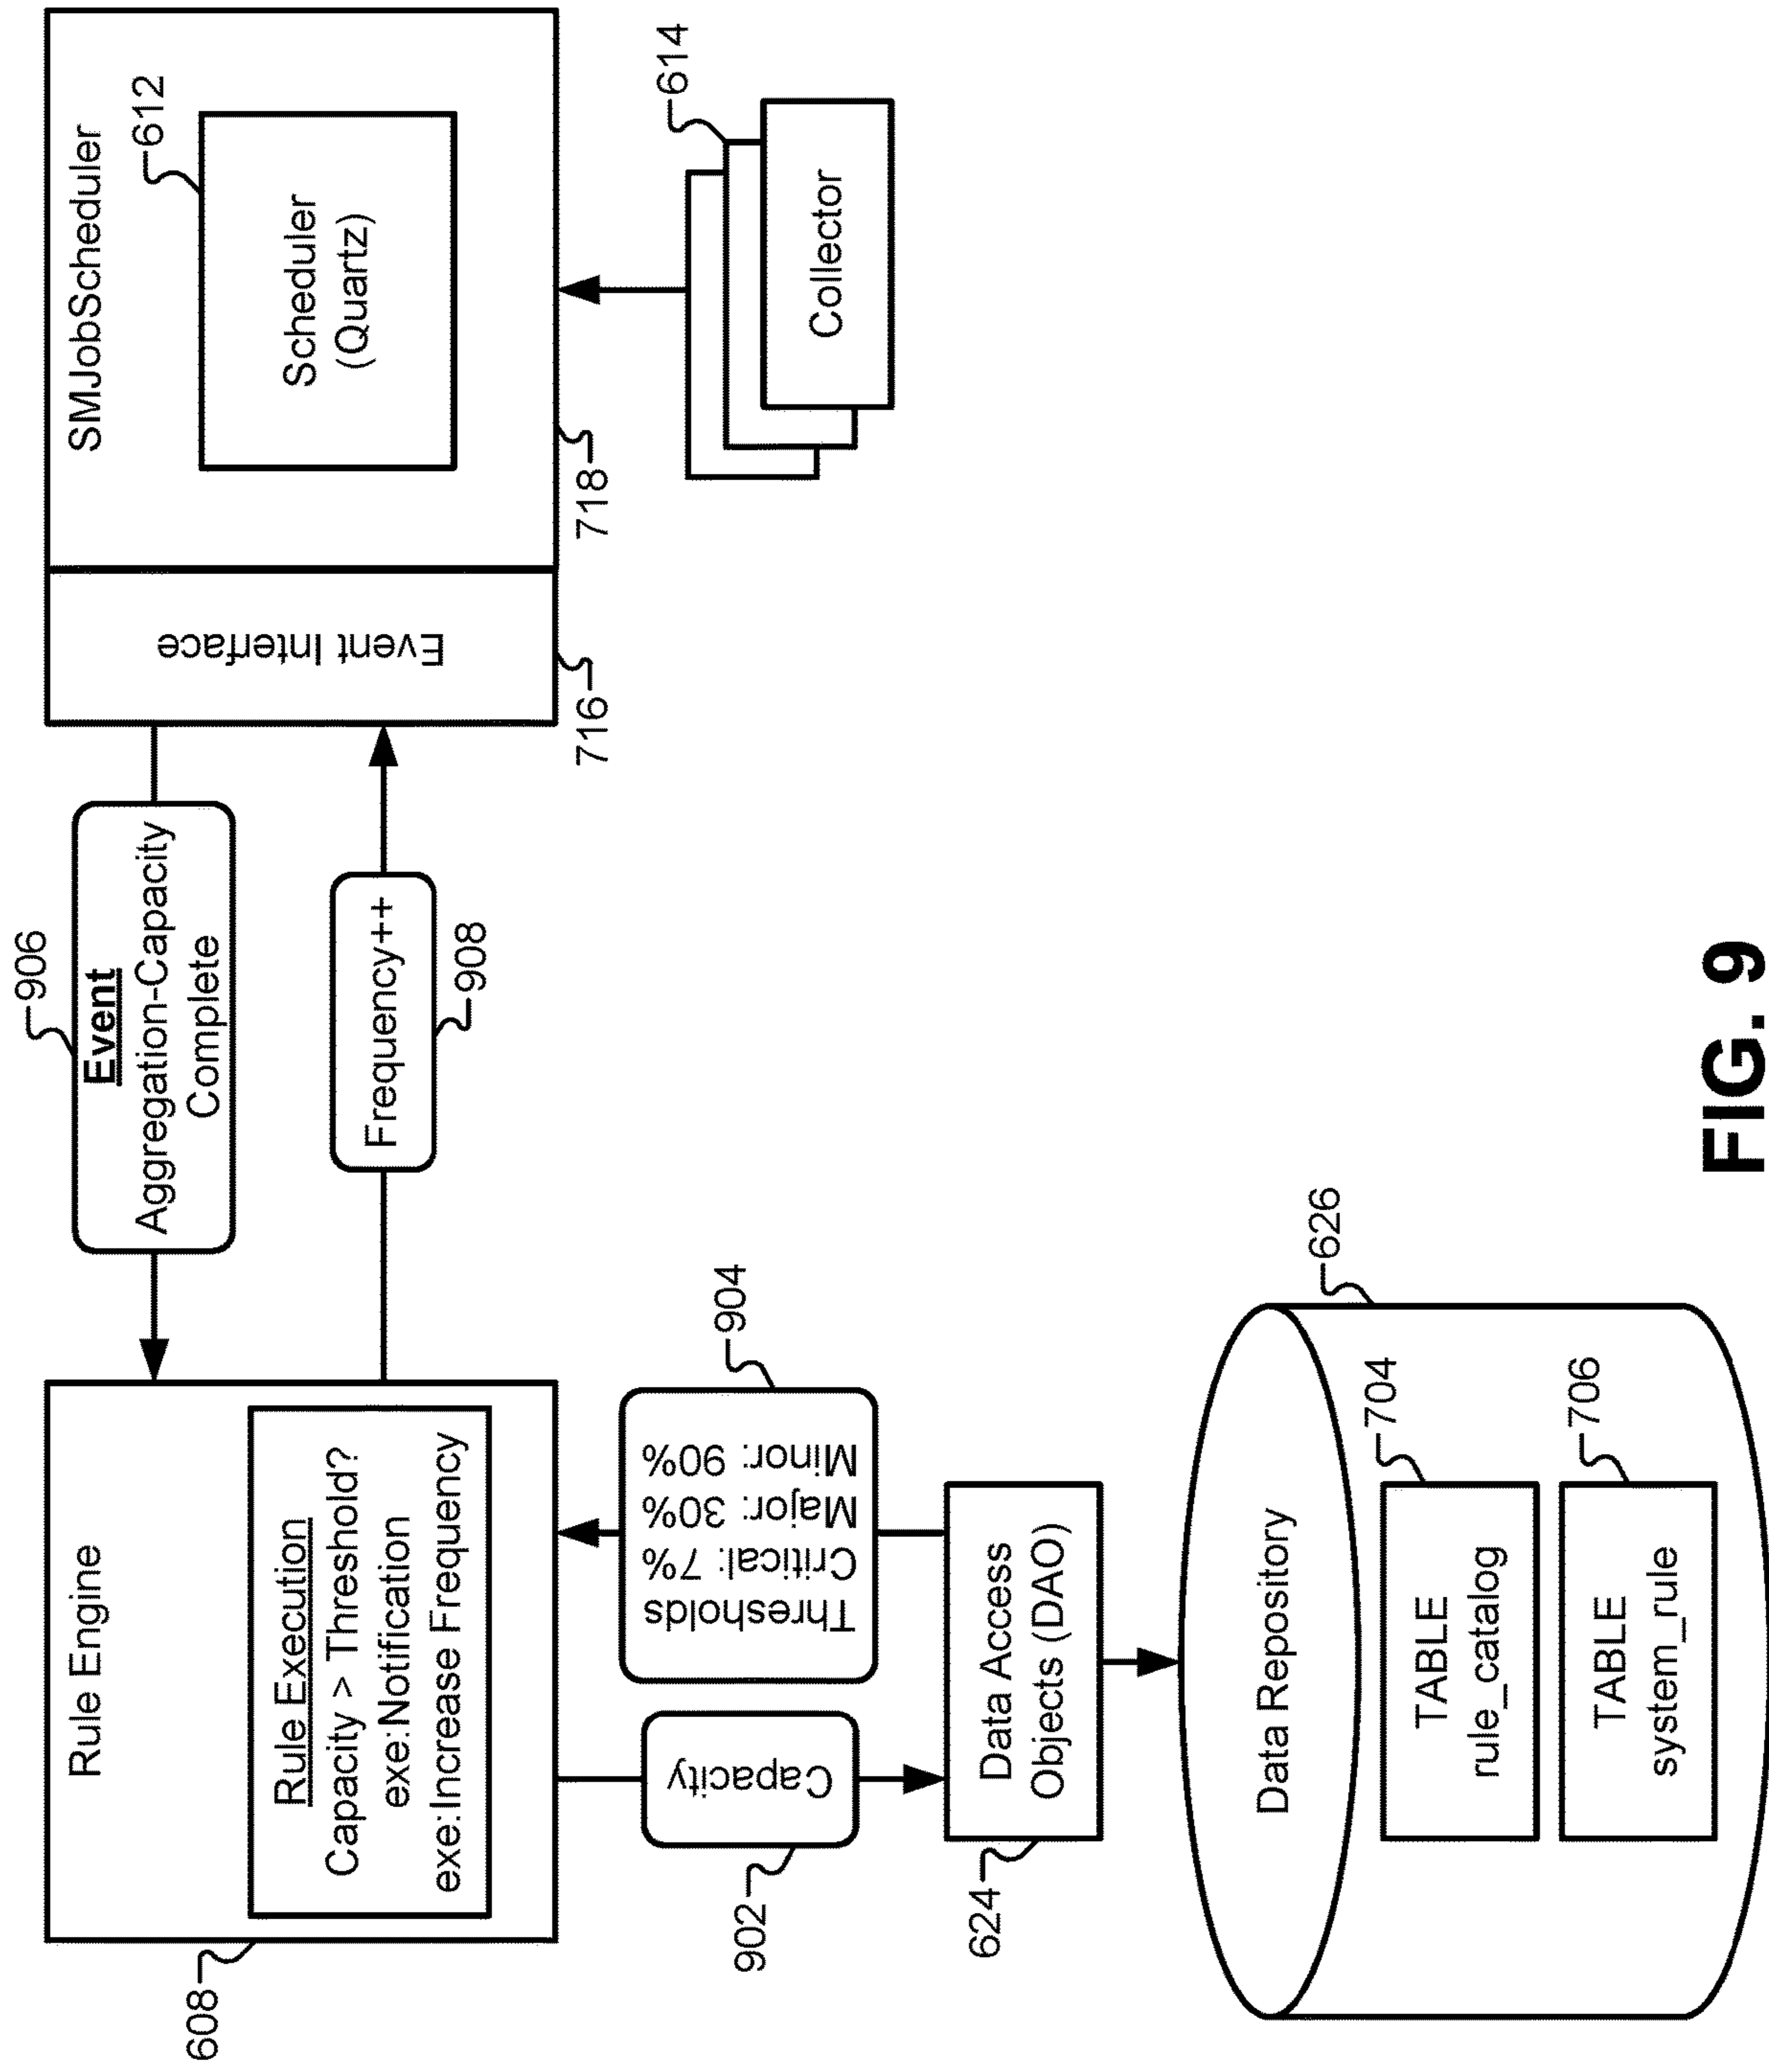 608
Rule Engine
Rule Execution
Capacity > Threshold?
exe:Notification
exe:Increase Frequency
906
Event
Aggregation-Capacity
Complete
Frequency++
908
SMJobScheduler
612
Scheduler
(Quartz)
Event Interface
716
718
614
Collector
902
Capacity
Thresholds
Critical: 7%
Major: 30%
Minor: 90%
904
624
Data Access
Objects (DAO)
626
Data Repository
TABLE
rule_catalog
704
TABLE
system_rule
706
FIG. 9